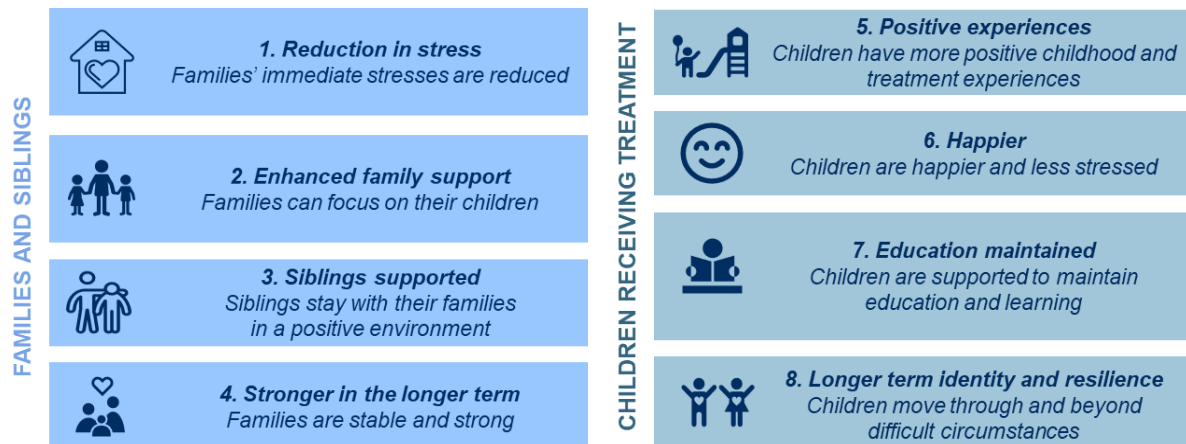 FAMILIES AND SIBLINGS
1. Reduction in stress
Families’ immediate stresses are reduced
2. Enhanced family support
Families can focus on their children
3. Siblings supported
Siblings stay with their families
in a positive environment
4. Stronger in the longer term
Families are stable and strong
CHILDREN RECEIVING TREATMENT
5. Positive experiences
Children have more positive childhood and
treatment experiences
6. Happier
Children are happier and less stressed
7. Education maintained
Children are supported to maintain
education and learning
8. Longer term identity and resilience
Children move through and beyond
difficult circumstances